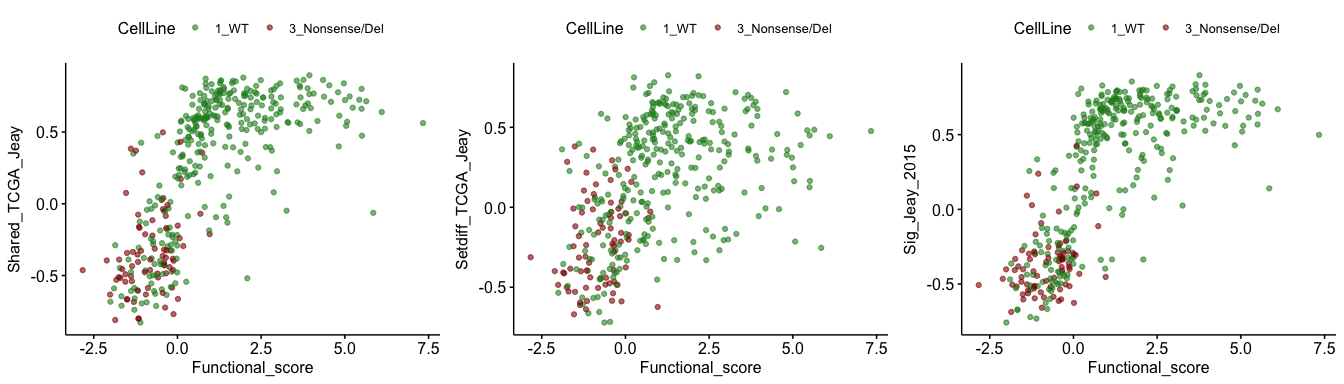 CellLine 1_WT 3_Nonsense/Del
Shared_TCGA_Jeay
0.5
0.0
-0.5
-2.5 0.0 2.5 5.0 7.5
Functional_score
CellLine 1_WT 3_Nonsense/Del
Setdiff_TCGA_Jeay
0.5
0.0
-0.5
-2.5 0.0 2.5 5.0 7.5
Functional_score
CellLine 1_WT 3_Nonsense/Del
Sig_Jeay_2015
0.5
0.0
-0.5
-2.5 0.0 2.5 5.0 7.5
Functional_score